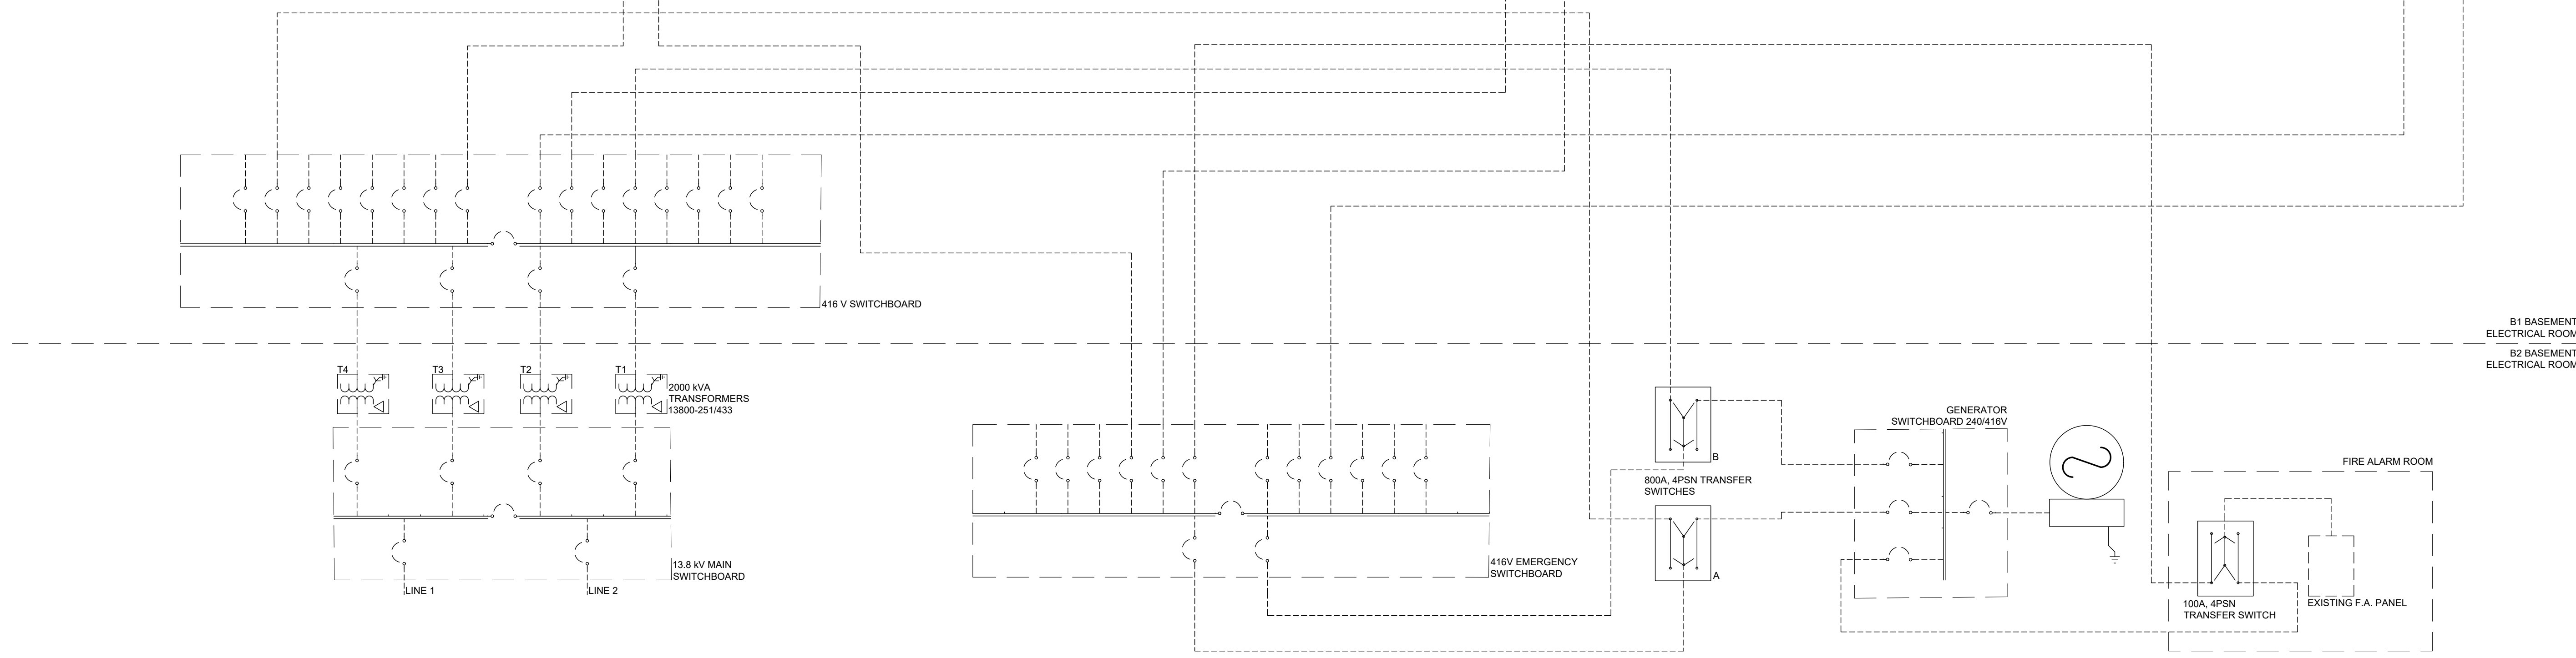 416 V SWITCHBOARD
B1 BASEMENT
ELECTRICAL ROOM
B2 BASEMENT
ELECTRICAL ROOM
T4
T3
T2
T1
2000 kVA
TRANSFORMERS
13800-251/433
GENERATOR
SWITCHBOARD 240/416V
B
FIRE ALARM ROOM
800A, 4PSN TRANSFER
SWITCHES
13.8 kV MAIN
SWITCHBOARD
416V EMERGENCY
SWITCHBOARD
A
LINE 1
LINE 2
100A, 4PSN
TRANSFER SWITCH
EXISTING F.A. PANEL